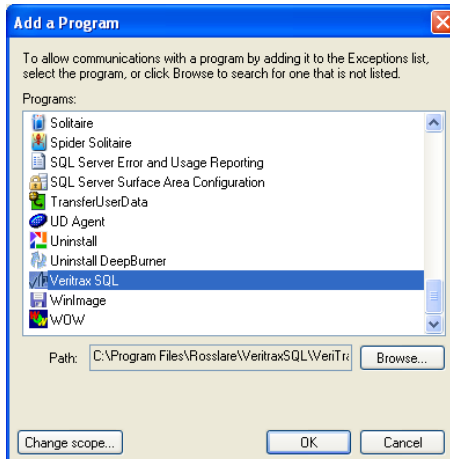 Add a Program
To allow communications with a program by adding it to the Exceptions list,
select the program, or click Browse to search for one that is not listed.
Programs:
Solitaire
Spider Solitaire
SQL Server Error and Usage Reporting
SQL Server Surface Area Configuration
TransferUserData
UD Agent
Uninstall
Uninstall DeepBurner
Veritrax SQL
WinImage
WOW
Path: C:\Program Files\Rosslare\VeritraxSQL\VeriTra Browse...
Change scope... OK Cancel